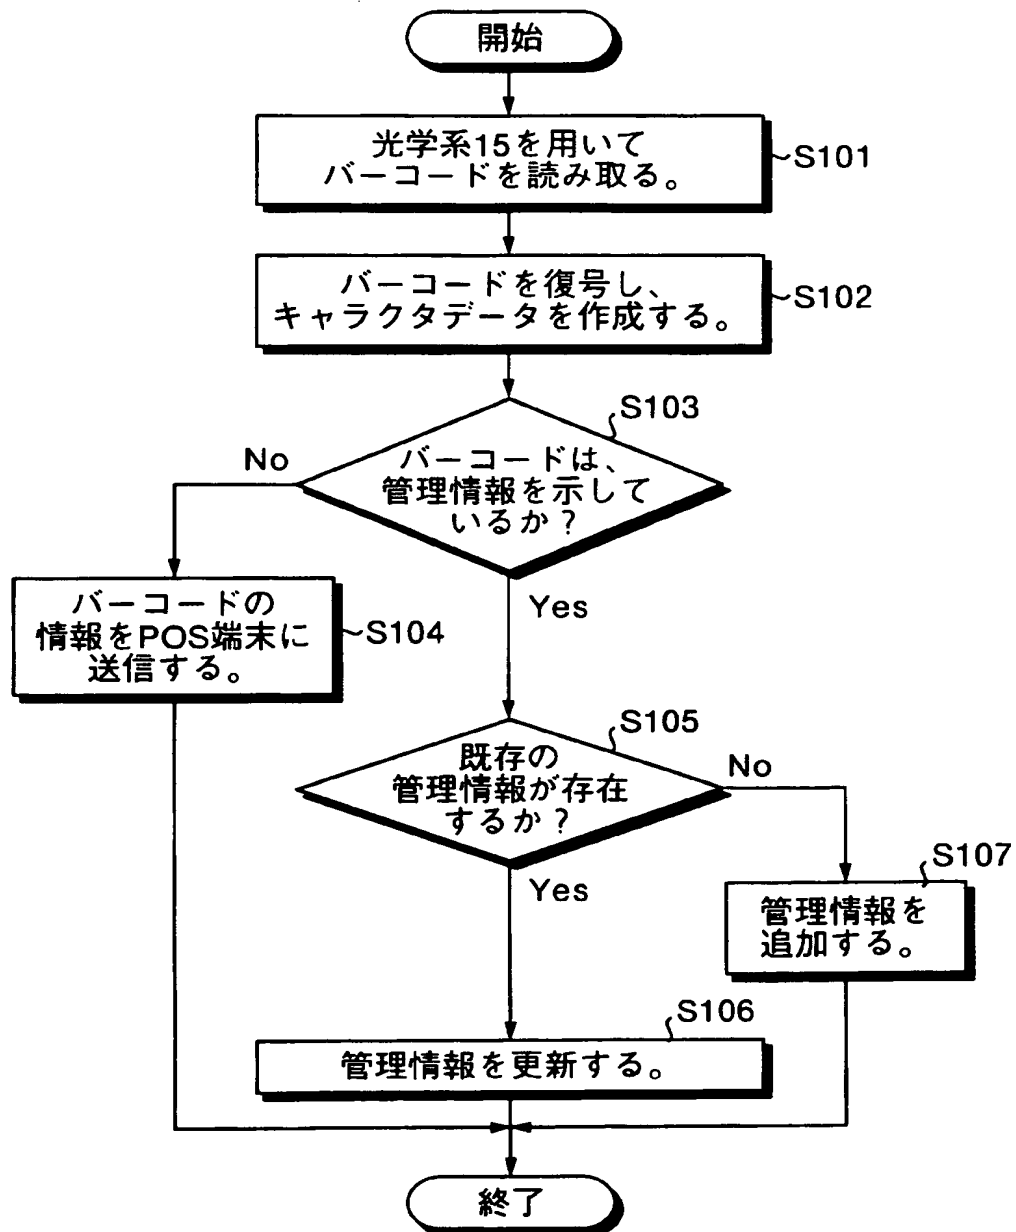 開始
光学系15を用いて
バーコードを読み取る。
S101
バーコードを復号し、
キャラクタデータを作成する。
S102
S103
バーコードは、
管理情報を示して
いるか？
No
Yes
バーコードの
情報をPOS端末に
送信する。
S104
S105
既存の
管理情報が存在
するか？
No
Yes
S107
管理情報を
追加する。
S106
管理情報を更新する。
終了